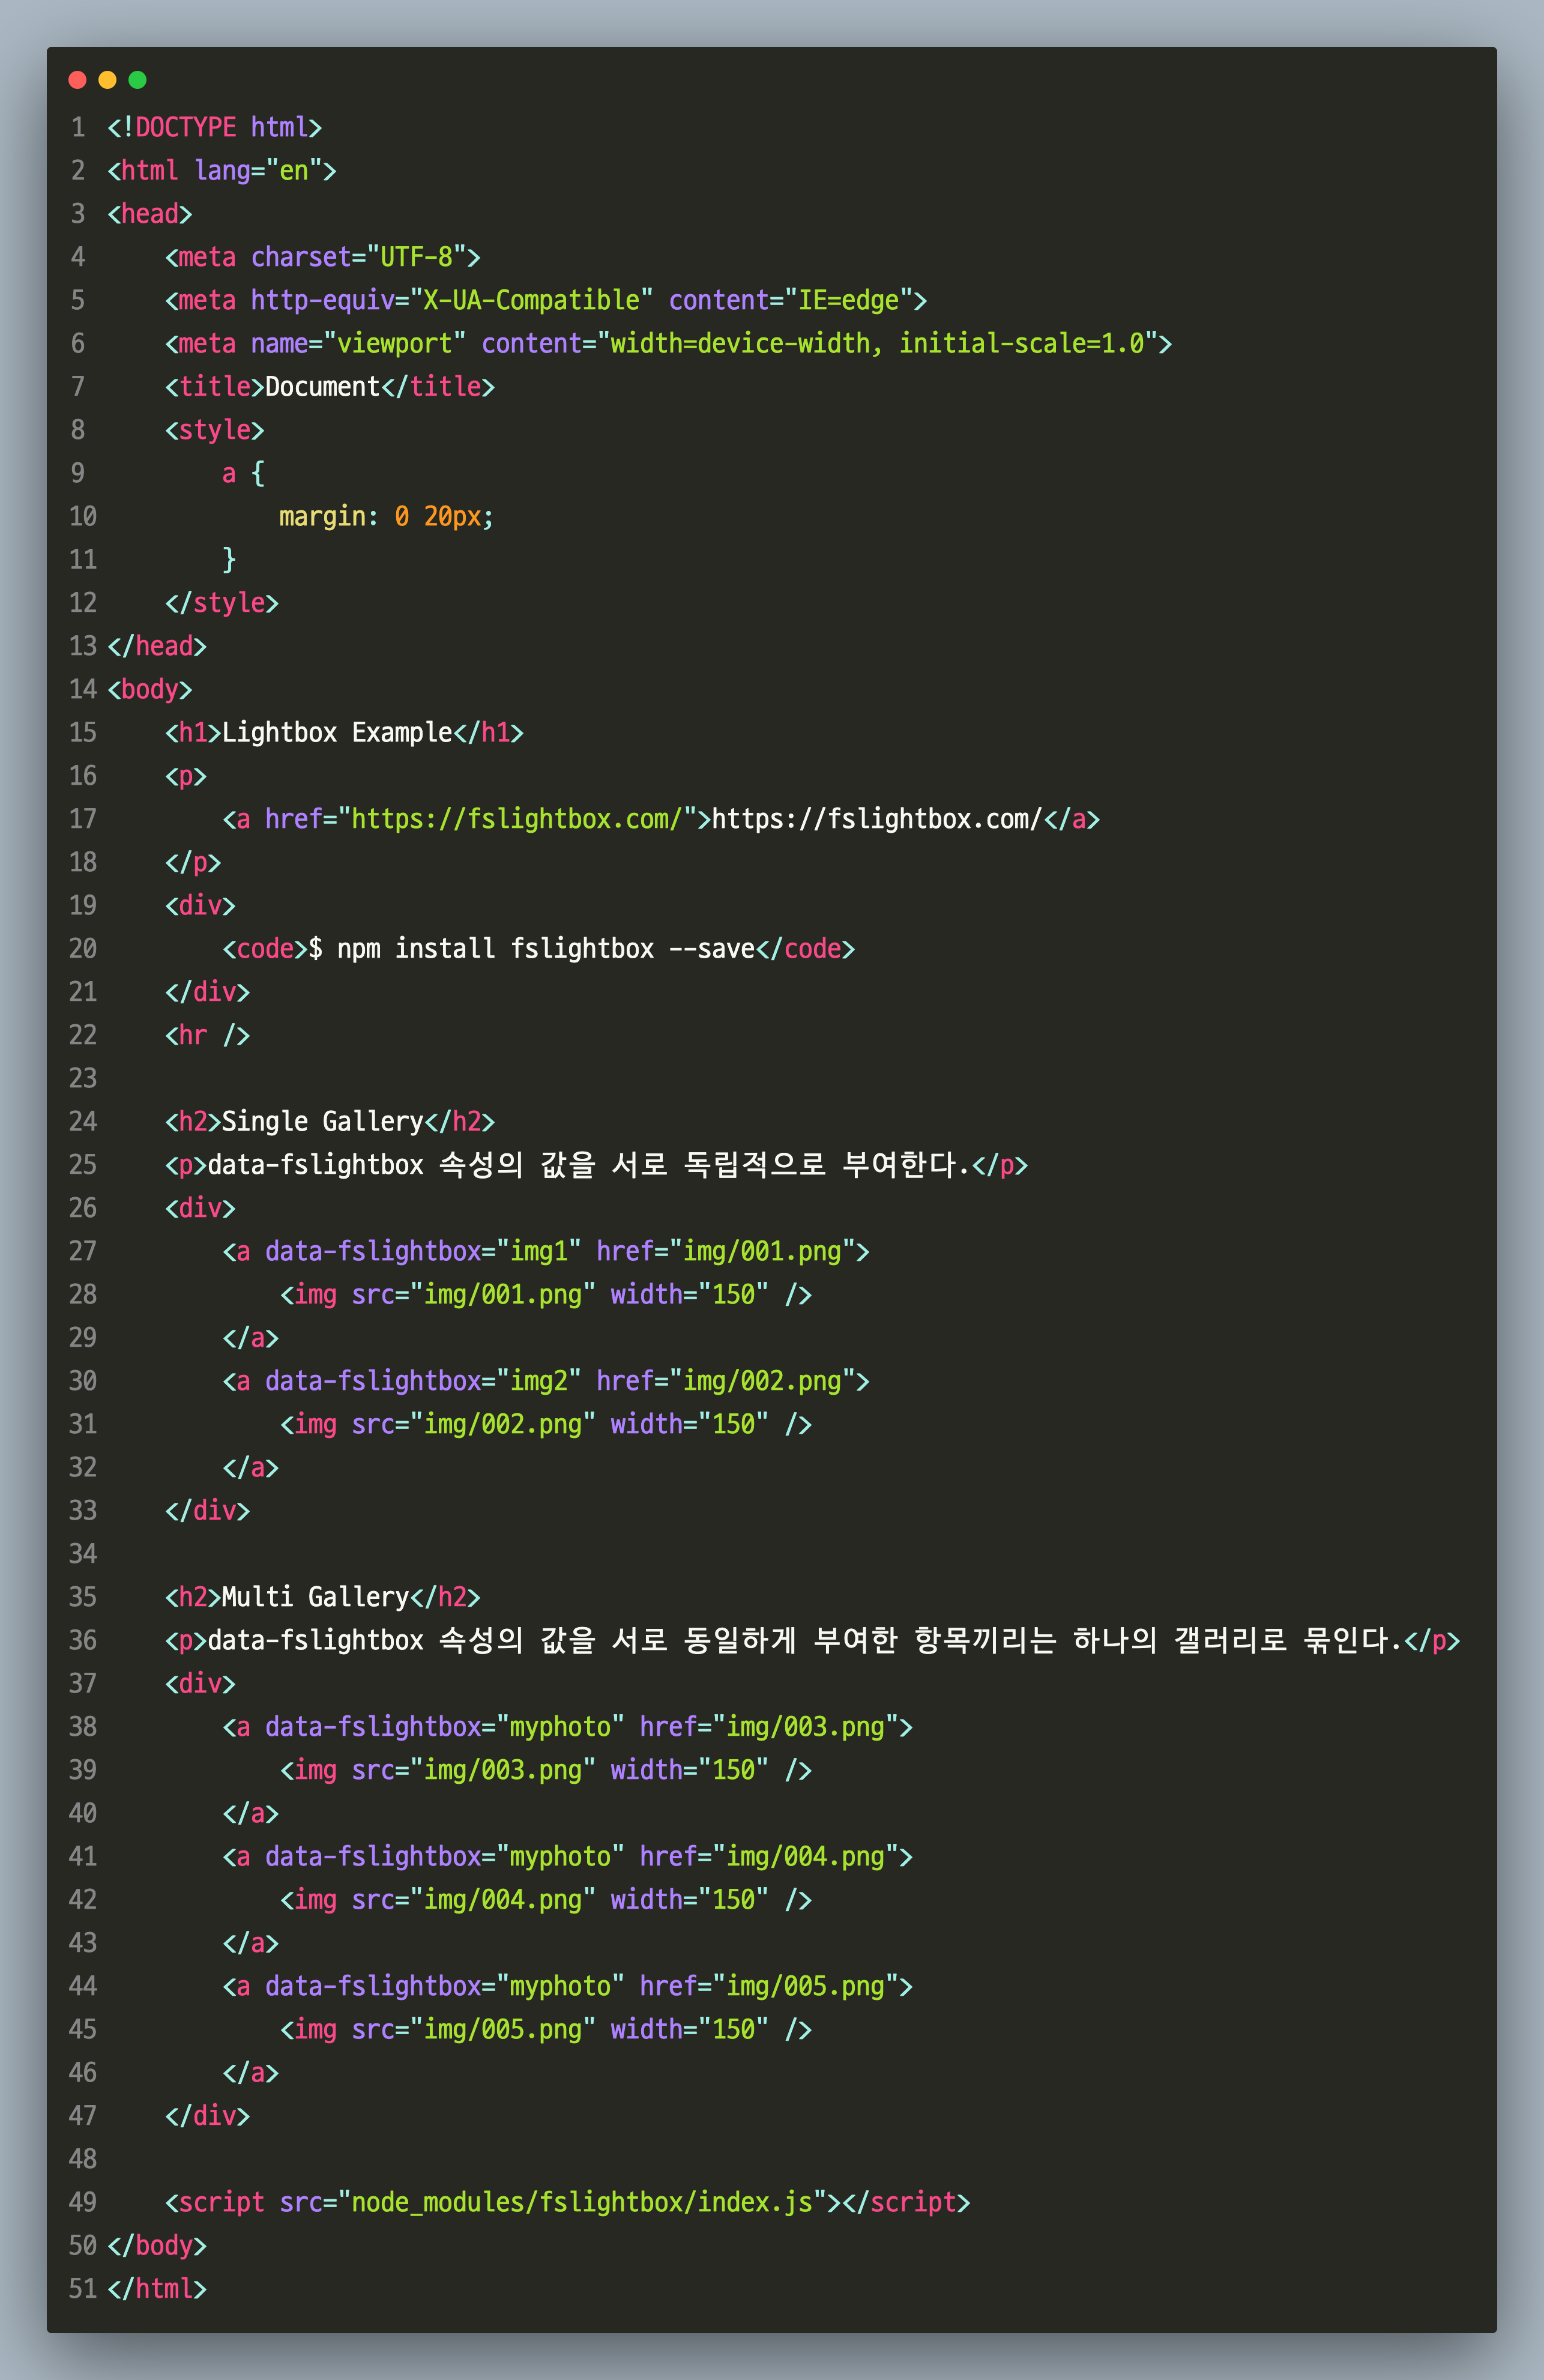 1 <!DOCTYPE html>
2 <html lang="en">
3 <head>
4     <meta charset="UTF-8">
5     <meta http-equiv="X-UA-Compatible" content="IE=edge">
6     <meta name="viewport" content="width=device-width, initial-scale=1.0">
7     <title>Document</title>
8     <style>
9         a {
10             margin: 0 20px;
11         }
12     </style>
13 </head>
14 <body>
15     <h1>Lightbox Example</h1>
16     <p>
17         <a href="https://fslightbox.com/">https://fslightbox.com/</a>
18     </p>
19     <div>
20         <code>$ npm install fslightbox --save</code>
21     </div>
22     <hr />
23
24     <h2>Single Gallery</h2>
25     <p>data-fslightbox 속성의 값을 서로 독립적으로 부여한다.</p>
26     <div>
27         <a data-fslightbox="img1" href="img/001.png">
28             <img src="img/001.png" width="150" />
29         </a>
30         <a data-fslightbox="img2" href="img/002.png">
31             <img src="img/002.png" width="150" />
32         </a>
33     </div>
34
35     <h2>Multi Gallery</h2>
36     <p>data-fslightbox 속성의 값을 서로 동일하게 부여한 항목끼리는 하나의 갤러리로 묶인다.</p>
37     <div>
38         <a data-fslightbox="myphoto" href="img/003.png">
39             <img src="img/003.png" width="150" />
40         </a>
41         <a data-fslightbox="myphoto" href="img/004.png">
42             <img src="img/004.png" width="150" />
43         </a>
44         <a data-fslightbox="myphoto" href="img/005.png">
45             <img src="img/005.png" width="150" />
46         </a>
47     </div>
48
49     <script src="node_modules/fslightbox/index.js"></script>
50 </body>
51 </html>